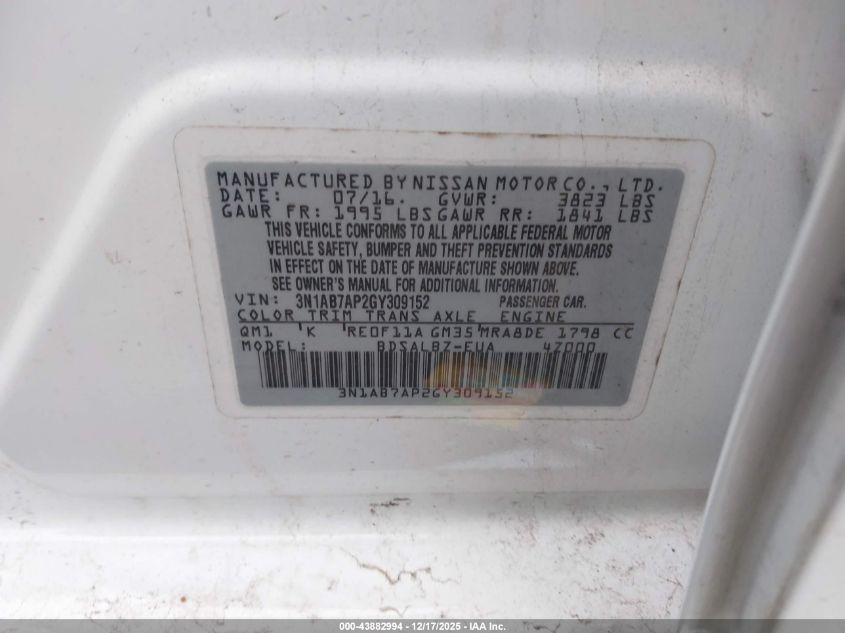 MANUFACTURED BY NISSAN MOTOR CO., LTD.
DATE: 07/16. GVWR: 3823 LBS
GAWR FR: 1995 LBS GAWR RR: 1841 LBS
THIS VEHICLE CONFORMS TO ALL APPLICABLE FEDERAL MOTOR
VEHICLE SAFETY, BUMPER AND THEFT PREVENTION STANDARDS
IN EFFECT ON THE DATE OF MANUFACTURE SHOWN ABOVE.
SEE OWNER'S MANUAL FOR ADDITIONAL INFORMATION.
VIN: 3N1AB7AP2GY309152 PASSENGER CAR.
COLOR TRIM TRANS AXLE ENGINE
QM1 K RE0F11A GM35 MRA8DE 1798 CC
MODEL: BDSALBZ-EUA 4Z000
3N1AB7AP2GY309152
000-43882994 – 12/17/2025 – IAA Inc.